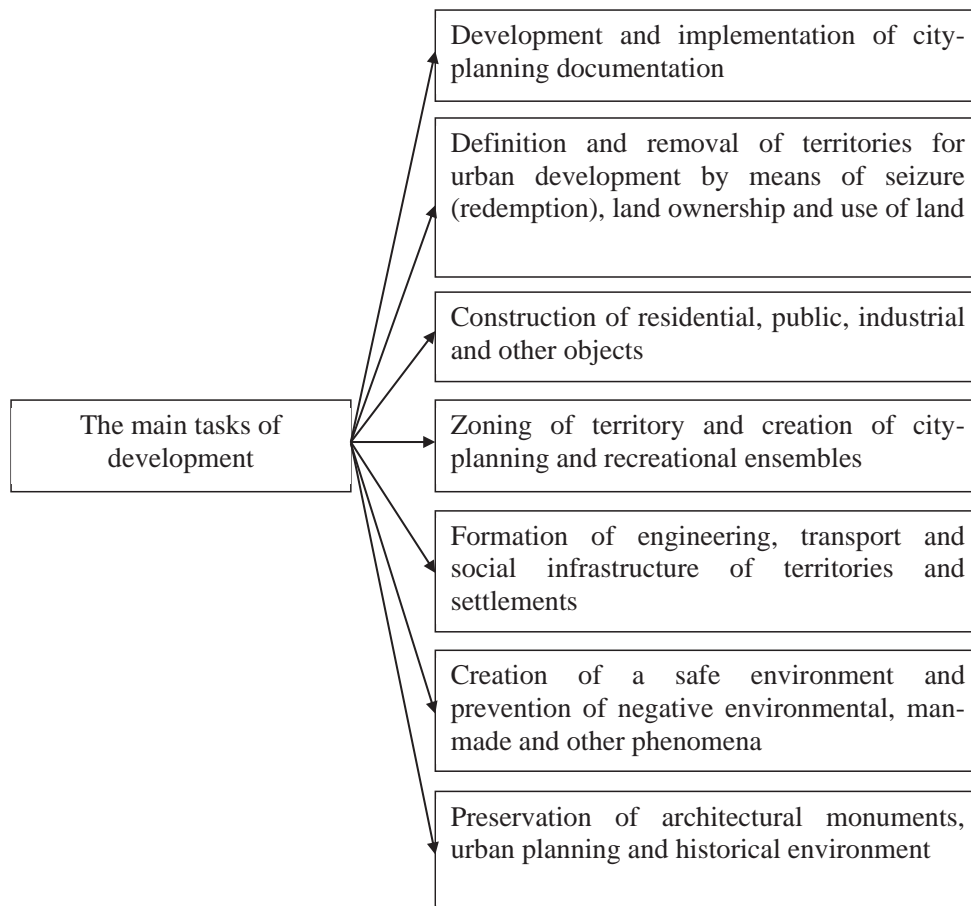 Development and implementation of city-
planning documentation
Definition and removal of territories for
urban development by means of seizure
(redemption), land ownership and use of land
Construction of residential, public, industrial
and other objects
The main tasks of
development
Zoning of territory and creation of city-
planning and recreational ensembles
Formation of engineering, transport and
social infrastructure of territories and
settlements
Creation of a safe environment and
prevention of negative environmental, man-
made and other phenomena
Preservation of architectural monuments,
urban planning and historical environment